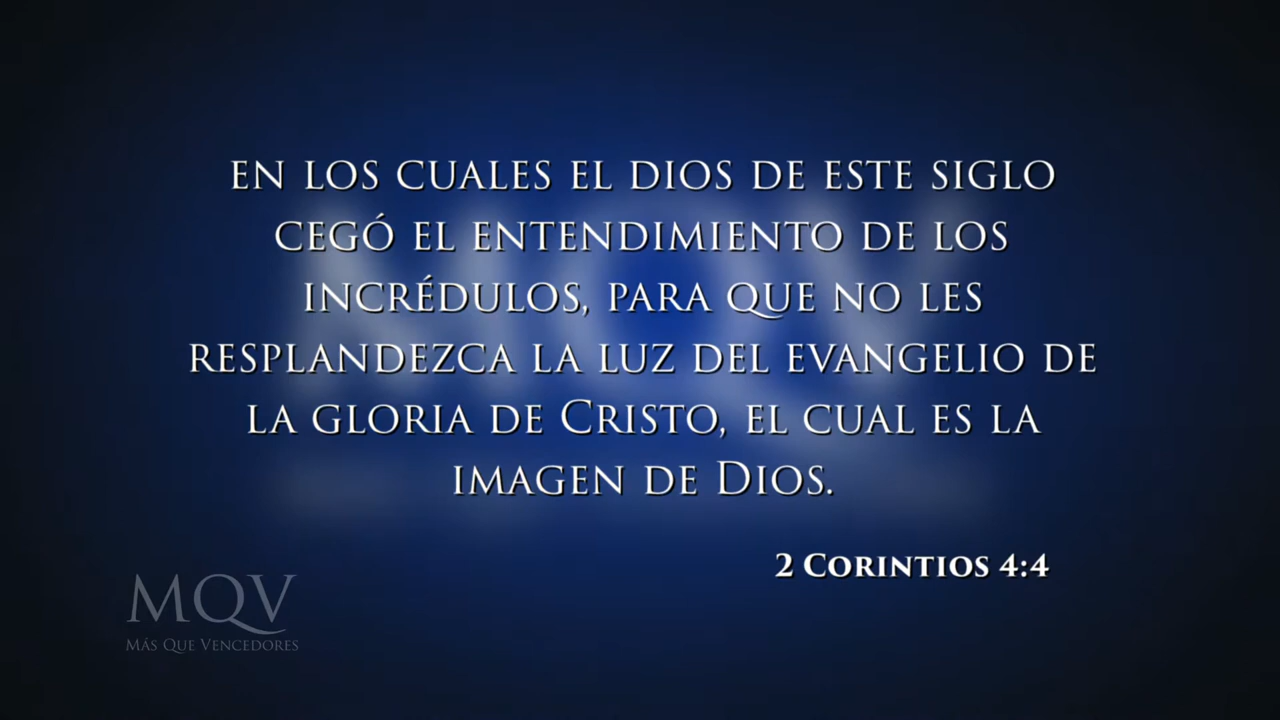 en los cuales el dios de este siglo
cegó el entendimiento de los
incrédulos, para que no les
resplandezca la luz del evangelio de
la gloria de Cristo, el cual es la
imagen de Dios.
2 Corintios 4:4
MQV
Más Que Vencedores